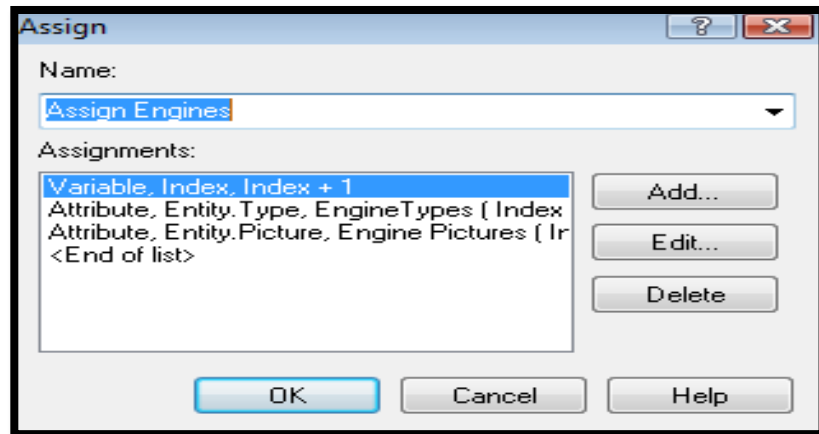 Assign
?
Name:
Assign Engines
Assignments:
Variable, Index, Index + 1
Attribute, Entity.Type, EngineTypes ( Index
Attribute, Entity.Picture, Engine Pictures ( Ir
<End of list>
Add...
Edit...
Delete
OK
Cancel
Help